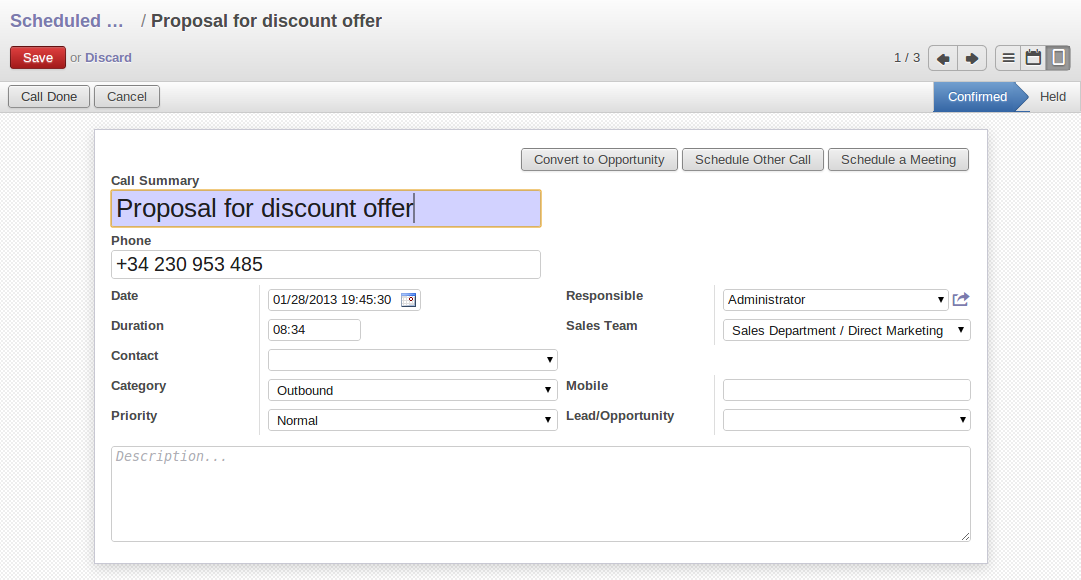 Scheduled ... / Proposal for discount offer
Save or Discard 1 / 3
Call Done Cancel Confirmed Held
Convert to Opportunity Schedule Other Call Schedule a Meeting
Call Summary
Proposal for discount offer
Phone
+34 230 953 485
Date 01/28/2013 19:45:30 Responsible Administrator
Duration 08:34 Sales Team Sales Department / Direct Marketing
Contact
Category Outbound Mobile
Priority Normal Lead/Opportunity
Description...